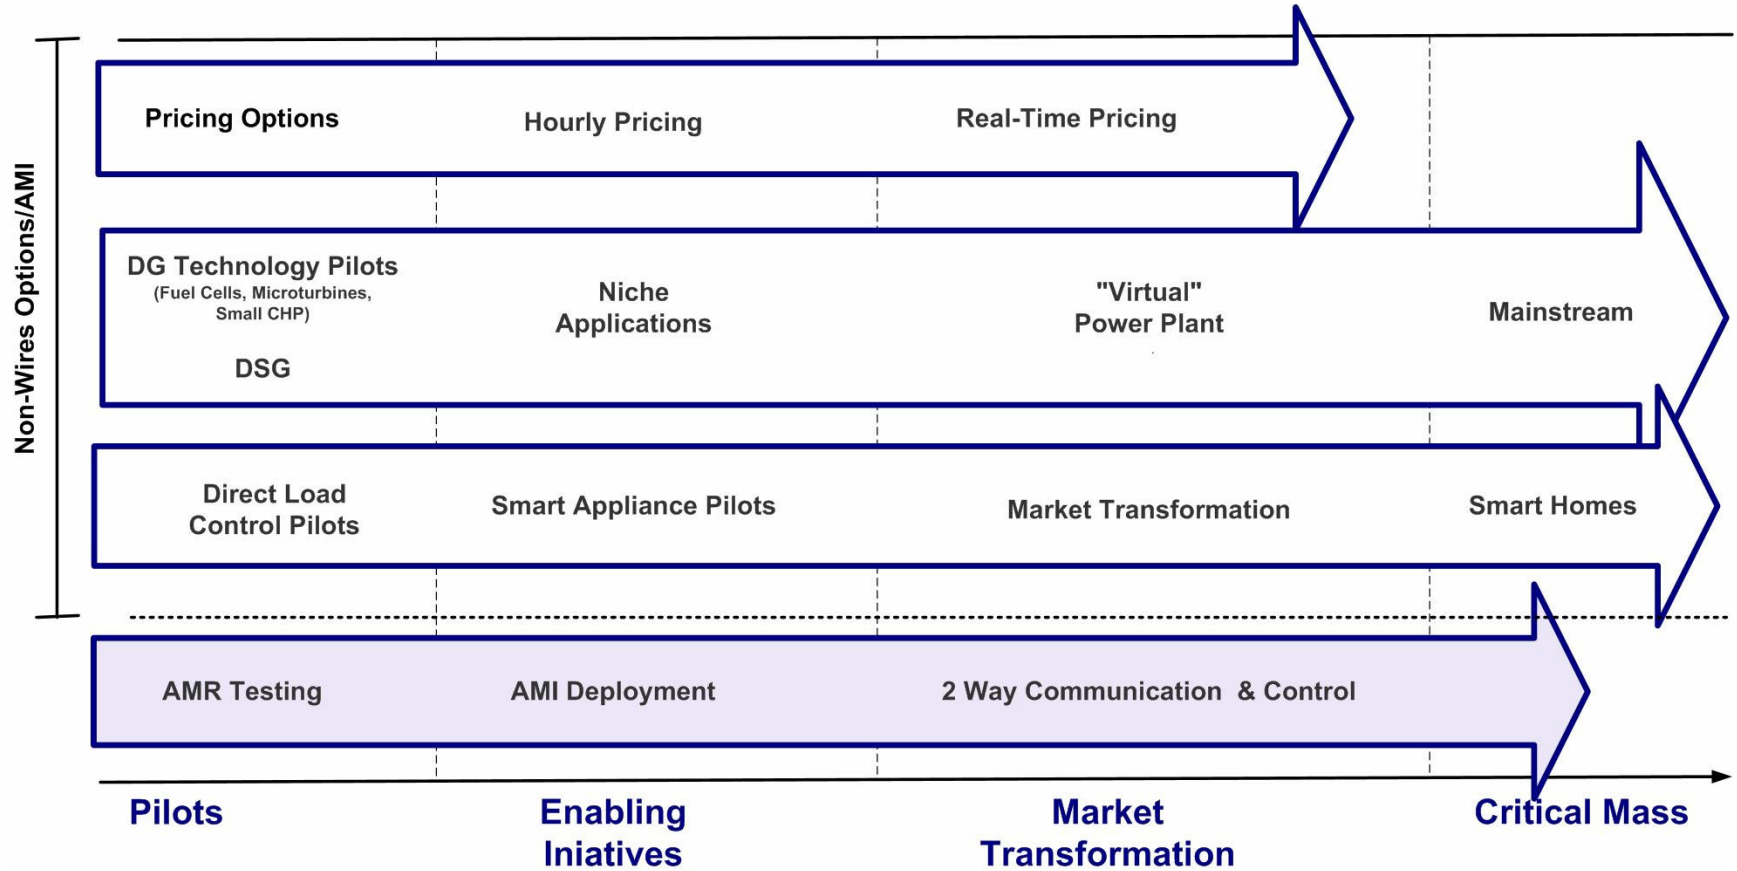 Non-Wires Options/AMI
Pricing Options
Hourly Pricing
Real-Time Pricing
DG Technology Pilots
(Fuel Cells, Microturbines,
Small CHP)
DSG
Niche
Applications
"Virtual"
Power Plant
Mainstream
Direct Load
Control Pilots
Smart Appliance Pilots
Market Transformation
Smart Homes
AMR Testing
AMI Deployment
2 Way Communication & Control
Pilots
Enabling
Iniatives
Market
Transformation
Critical Mass